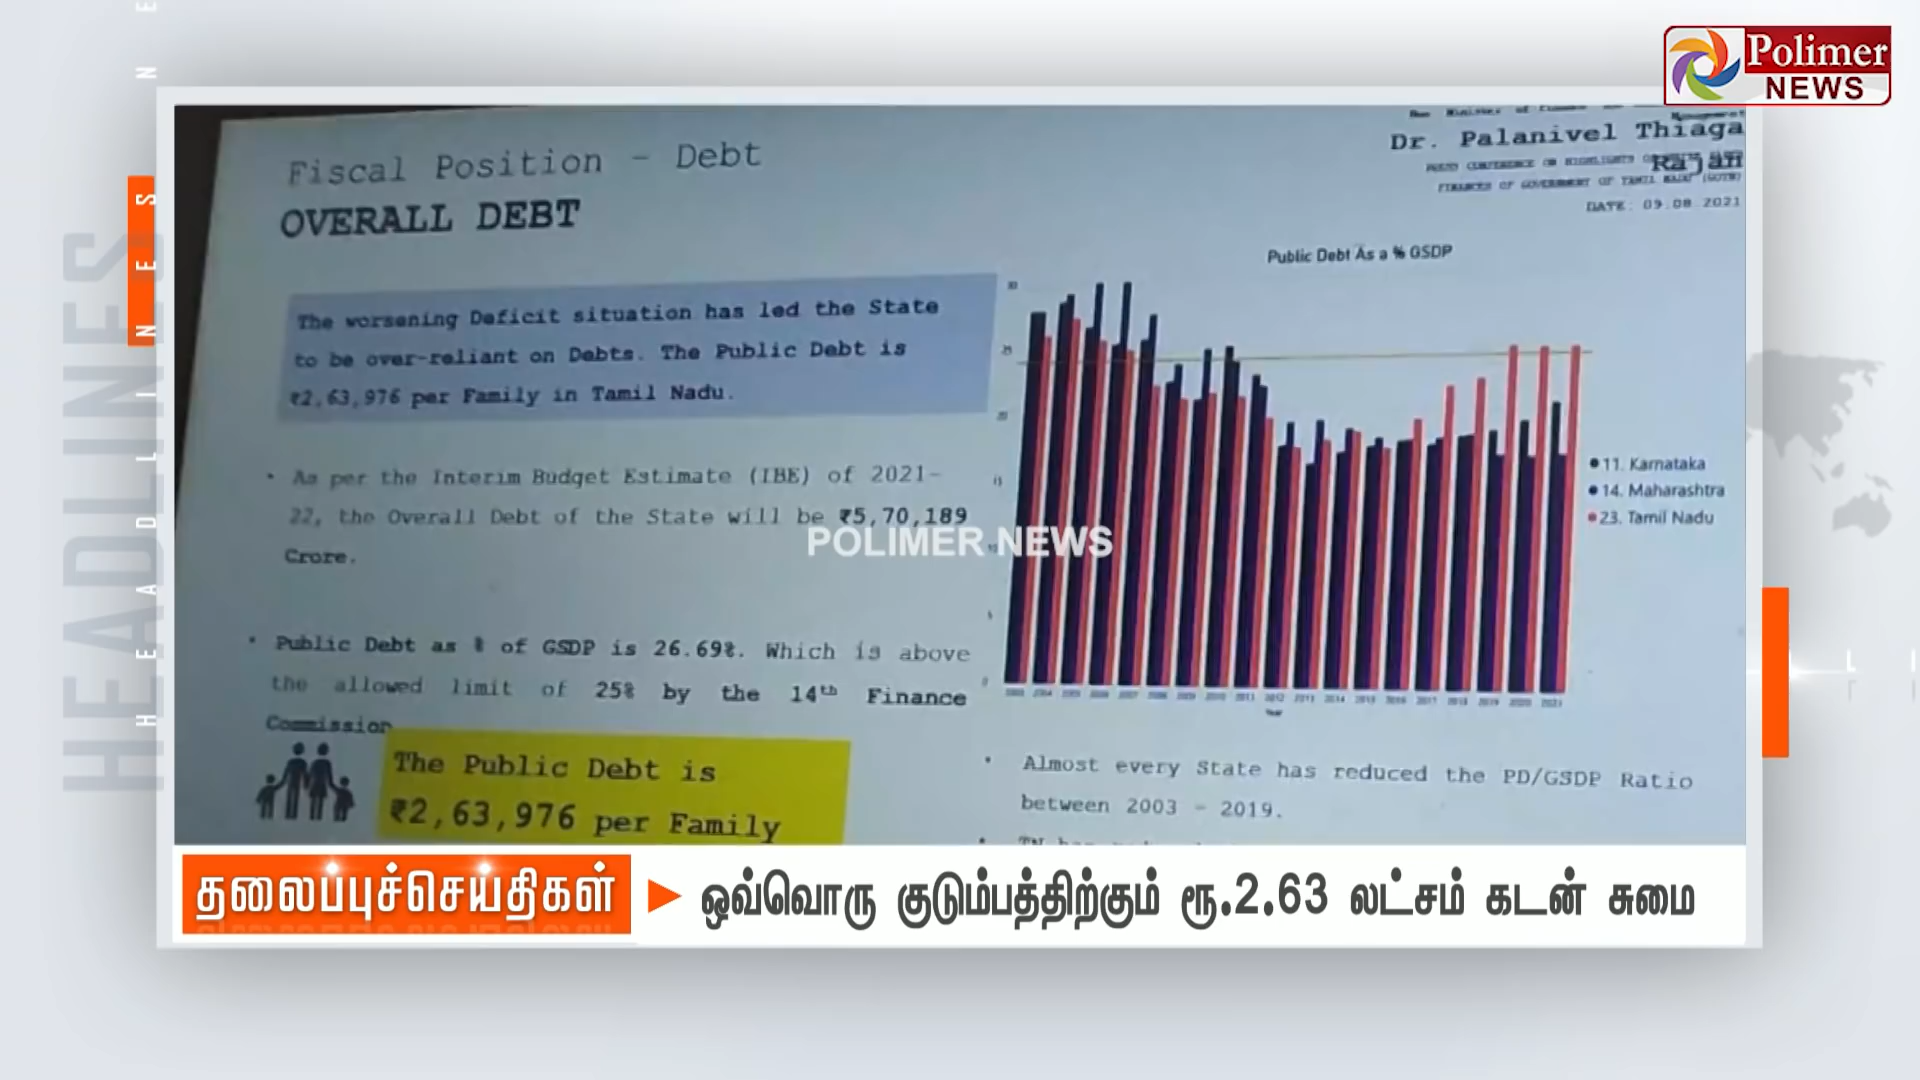 Polimer
NEWS
HEADLINES
HEADLINES
Dr. Palanivel Thiaga
Rajan
DATE: 09.08.2021
Fiscal Position - Debt
OVERALL DEBT
The worsening Deficit situation has led the State
to be over-reliant on Debts. The Public Debt is
₹2,63,976 per Family in Tamil Nadu.
• As per the Interim Budget Estimate (IBE) of 2021-
22, the Overall Debt of the State will be ₹5,70,189
Crore.
• Public Debt as % of GSDP is 26.69%. Which is above
the allowed limit of 25% by the 14th Finance
Commission
The Public Debt is
₹2,63,976 per Family
Public Debt As a % GSDP
11. Karnataka
14. Maharashtra
23. Tamil Nadu
Year
• Almost every State has reduced the PD/GSDP Ratio
between 2003 - 2019.
POLIMER NEWS
தலைப்புச்செய்திகள்
ஒவ்வொரு குடும்பத்திற்கும் ரூ.2.63 லட்சம் கடன் சுமை